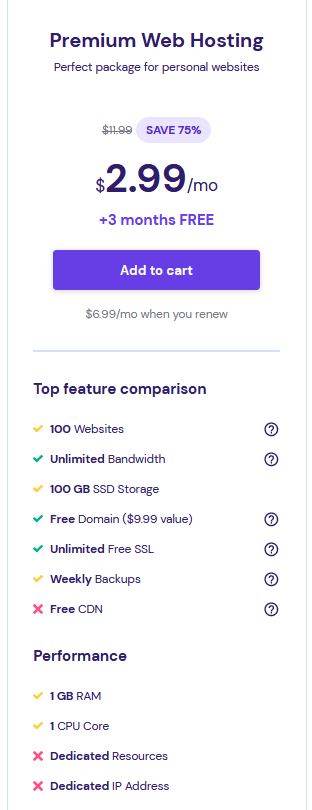 Premium Web Hosting
Perfect package for personal websites
$11.99 SAVE 75%
$2.99/mo
+3 months FREE
Add to cart
$6.99/mo when you renew
Top feature comparison
100 Websites
Unlimited Bandwidth
100 GB SSD Storage
Free Domain ($9.99 value)
Unlimited Free SSL
Weekly Backups
Free CDN
Performance
1 GB RAM
1 CPU Core
Dedicated Resources
Dedicated IP Address